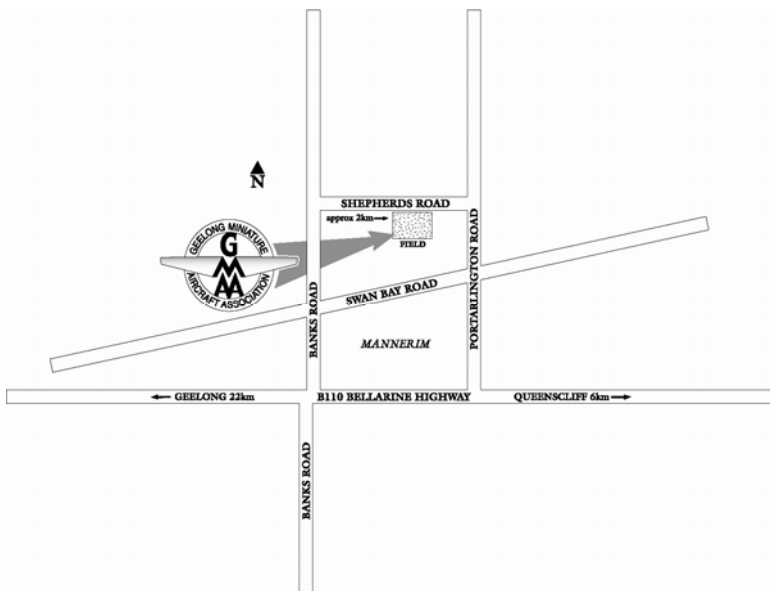 N
GEELONG MINIATURE
G
M
AA
AIRCRAFT ASSOCIATION
SHEPHERDS ROAD
approx 2km
FIELD
SWAN BAY ROAD
BANKS ROAD
PORTARLINGTON ROAD
MANNERIM
GEELONG 22km
B110 BELLARINE HIGHWAY
QUEENSCLIFF 6km
BANKS ROAD